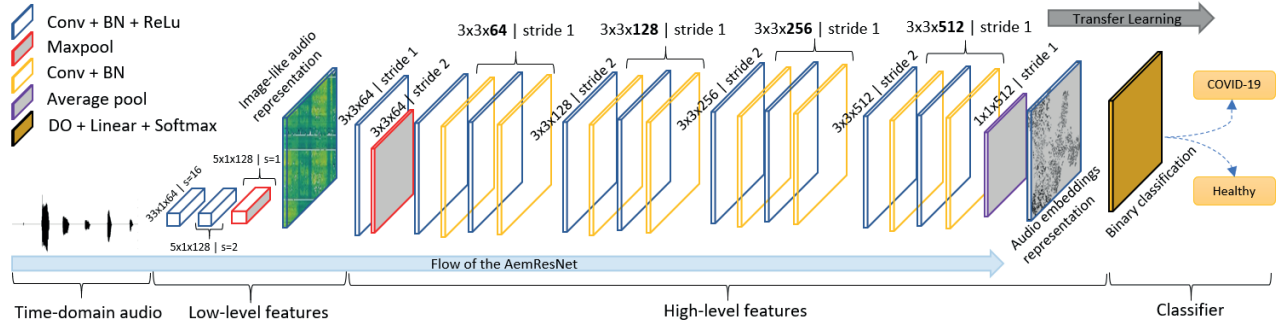 Conv + BN + ReLu
Maxpool
Conv + BN
Average pool
DO + Linear + Softmax
33x1x64 | s=16
5x1x128 | s=2
5x1x128 | s=1
Image-like audio
representation
3x3x64 | stride 1
3x3x64 | stride 2
3x3x64 | stride 1
3x3x128 | stride 2
3x3x128 | stride 1
3x3x256 | stride 2
3x3x256 | stride 1
3x3x512 | stride 2
3x3x512 | stride 1
1x1x512 | stride 1
Audio embeddings
representation
Transfer Learning
Binary classification
COVID-19
Healthy
Flow of the AemResNet
Time-domain audio
Low-level features
High-level features
Classifier